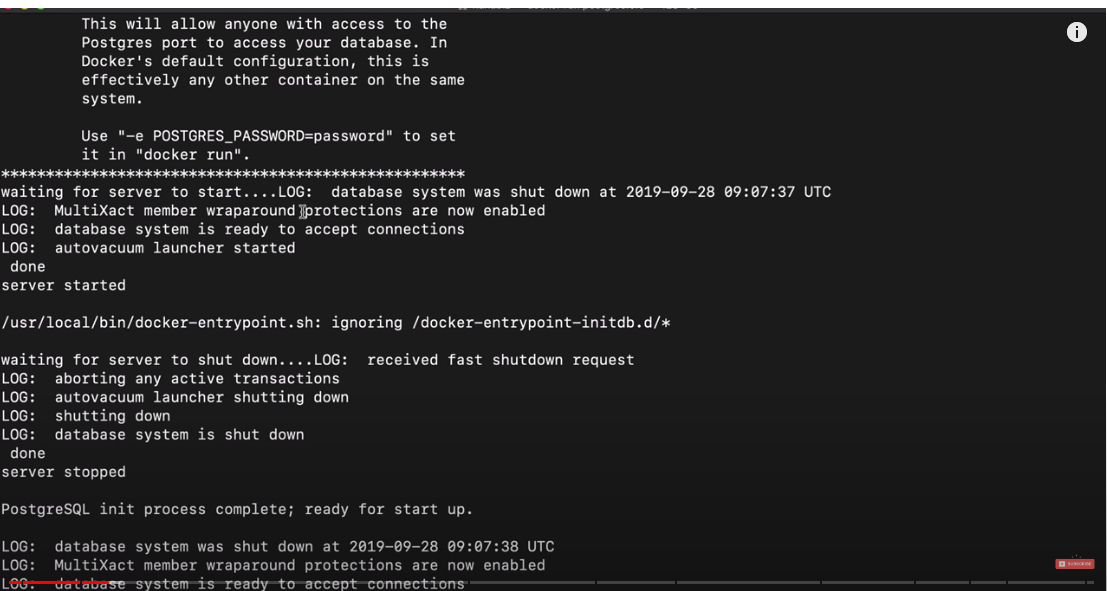 This will allow anyone with access to the
Postgres port to access your database. In
Docker's default configuration, this is
effectively any other container on the same
system.
Use "-e POSTGRES_PASSWORD=password" to set
it in "docker run".
****************************************************
waiting for server to start....LOG:  database system was shut down at 2019-09-28 09:07:37 UTC
LOG:  MultiXact member wraparound protections are now enabled
LOG:  database system is ready to accept connections
LOG:  autovacuum launcher started
done
server started
/usr/local/bin/docker-entrypoint.sh: ignoring /docker-entrypoint-initdb.d/*
waiting for server to shut down....LOG:  received fast shutdown request
LOG:  aborting any active transactions
LOG:  autovacuum launcher shutting down
LOG:  shutting down
LOG:  database system is shut down
done
server stopped
PostgreSQL init process complete; ready for start up.
LOG:  database system was shut down at 2019-09-28 09:07:38 UTC
LOG:  MultiXact member wraparound protections are now enabled
SUBSCRIBE
LOG:  database system is ready to accept connections